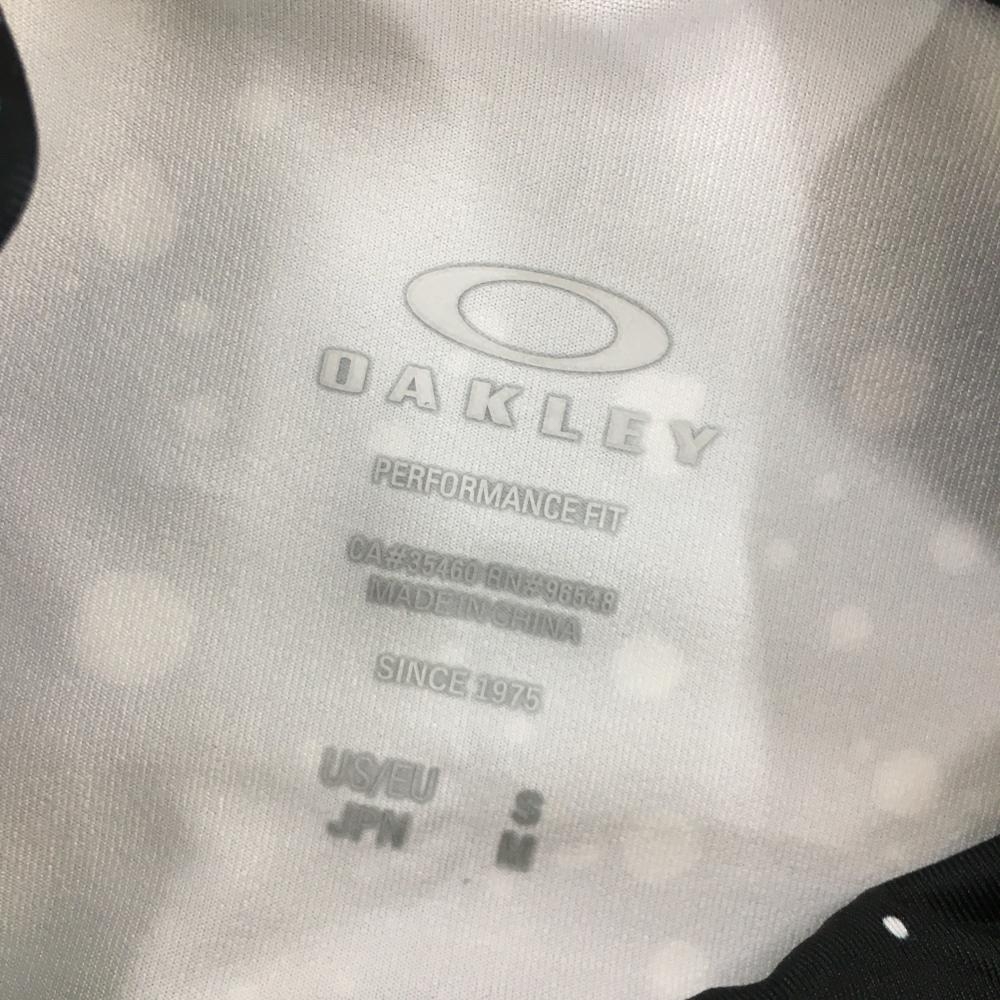 OAKLEY
PERFORMANCE FIT
CA#35460 RN#96548
MADE IN CHINA
SINCE 1975
US/EU S
JPN M